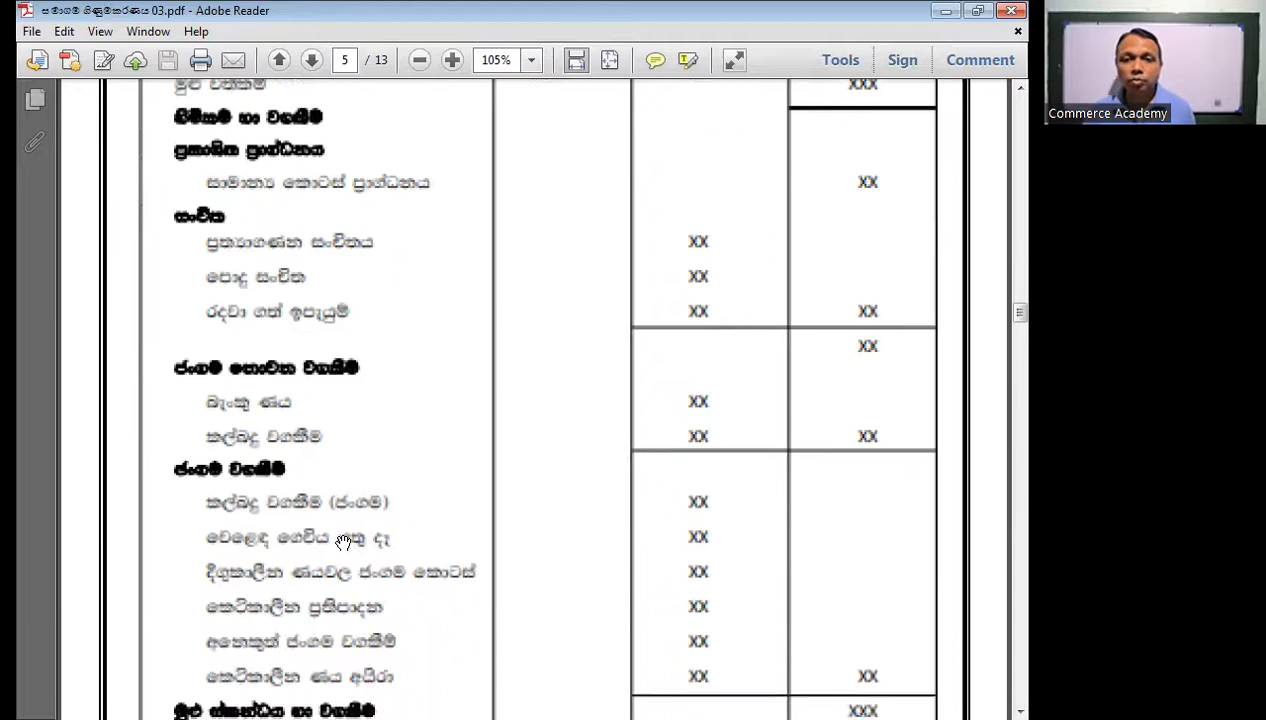 සමාගම් ගිණුම්කරණය 03.pdf - Adobe Reader
File Edit View Window Help
5 / 13 105% Tools Sign Comment
මුළු වත්කම් XXX
හිමිකම් හා වගකීම්
ප්‍රකාශිත ප්‍රාග්ධනය
සාමාන්‍ය කොටස් ප්‍රාග්ධනය XX
සංචිත
ප්‍රත්‍යාගණන සංචිතය XX
පොදු සංචිත XX
රඳවා ගත් ඉපැයුම් XX XX
XX
ජංගම නොවන වගකීම්
බැංකු ණය XX
කල්බදු වගකීම XX XX
ජංගම වගකීම්
කල්බදු වගකීම (ජංගම) XX
වෙළෙඳ ගෙවිය යුතු දෑ XX
දිගුකාලීන ණයවල ජංගම කොටස් XX
කෙටිකාලීන ප්‍රතිපාදන XX
අනෙකුත් ජංගම වගකීම් XX
කෙටිකාලීන ණය අයිරා XX XX
මුළු ස්කන්ධය හා වගකීම් XXX
Commerce Academy